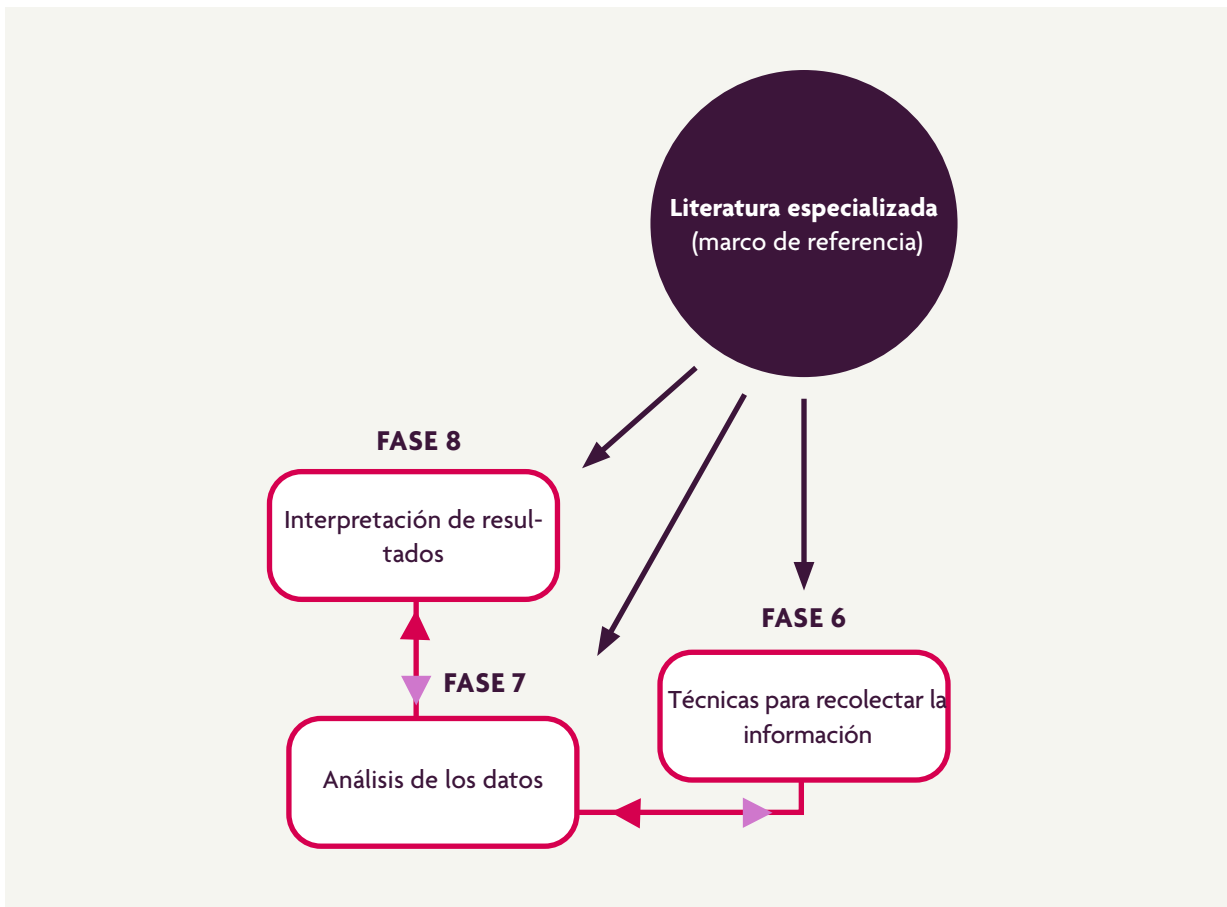 Literatura especializada
(marco de referencia)
FASE 8
Interpretación de resul-
tados
FASE 6
Técnicas para recolectar la
información
FASE 7
Análisis de los datos